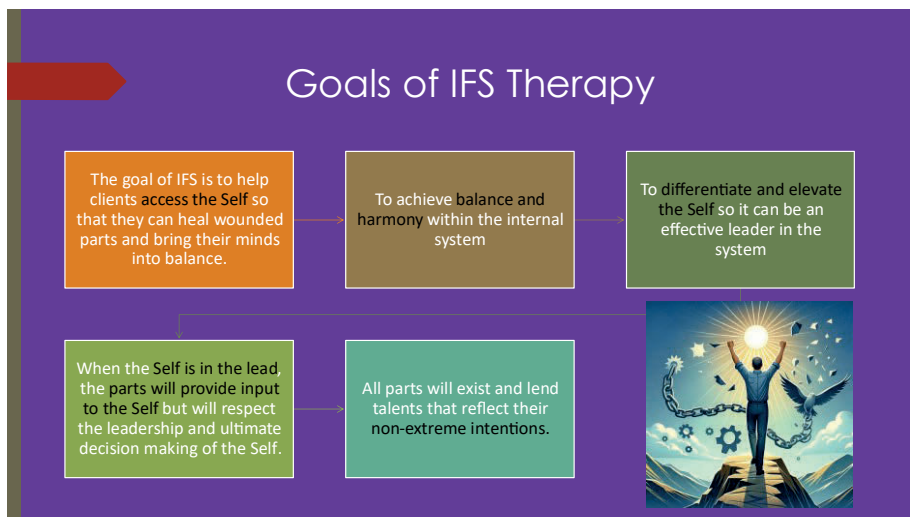 Goals of IFS Therapy
The goal of IFS is to help
clients access the Self so
that they can heal wounded
parts and bring their minds
into balance.
To achieve balance and
harmony within the internal
system
To differentiate and elevate
the Self so it can be an
effective leader in the
system
When the Self is in the lead,
the parts will provide input
to the Self but will respect
the leadership and ultimate
decision making of the Self.
All parts will exist and lend
talents that reflect their
non-extreme intentions.